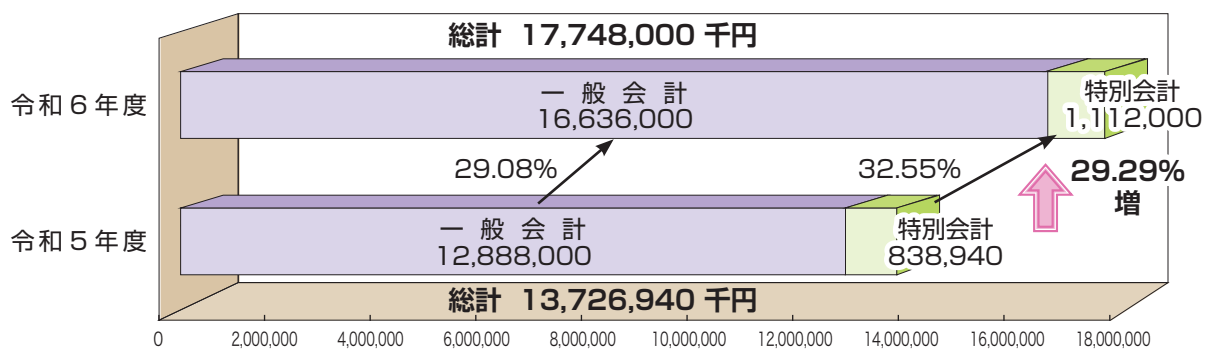 総計 17,748,000 千円
令和6年度
一般会計
16,636,000
特別会計
1,112,000
29.08%
32.55%
29.29%
増
令和5年度
一般会計
12,888,000
特別会計
838,940
総計 13,726,940 千円
0 2,000,000 4,000,000 6,000,000 8,000,000 10,000,000 12,000,000 14,000,000 16,000,000 18,000,000